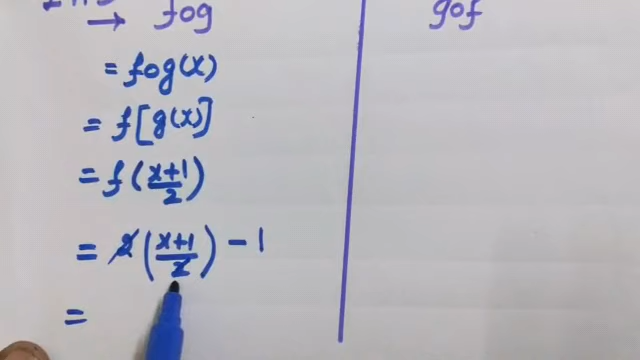 → fog
gof
= fog(x)
= f[g(x)]
= f(x+1/2)
= 2(x+1/2) - 1
=